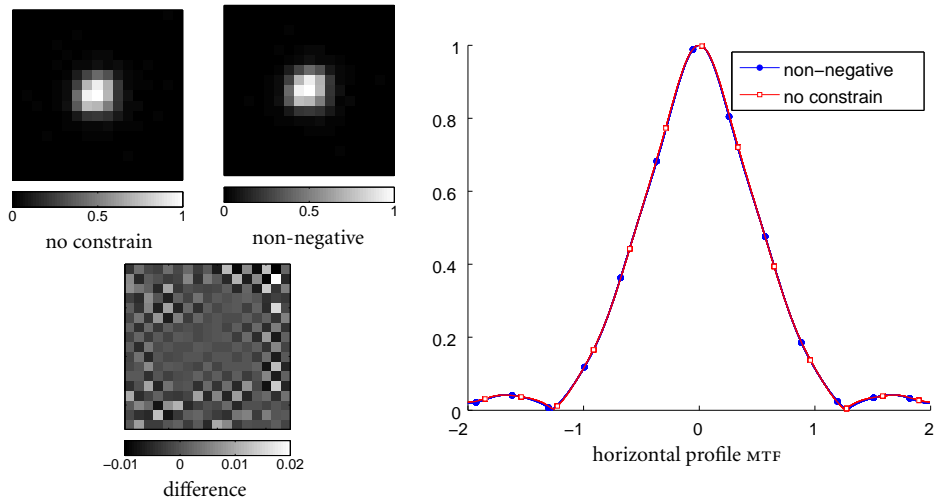 0 0.5 1
no constrain
0 0.5 1
non-negative
−0.01 0 0.01 0.02
difference
1
0.8
0.6
0.4
0.2
0
−2 −1 0 1 2
horizontal profile MTF
non−negative
no constrain